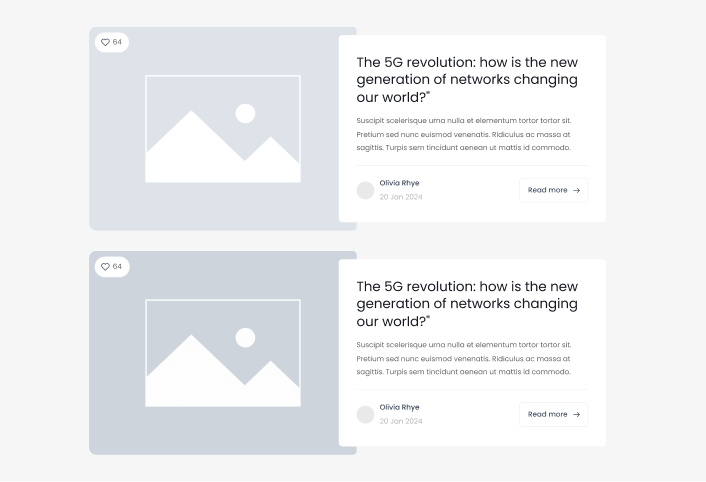 64
The 5G revolution: how is the new
generation of networks changing
our world?"
Suscipit scelerisque urna nulla et elementum tortor tortor sit.
Pretium sed nunc euismod venenatis. Ridiculus ac massa at
sagittis. Turpis sem tincidunt aenean ut mattis id commodo.
Olivia Rhye
20 Jan 2024
Read more
64
The 5G revolution: how is the new
generation of networks changing
our world?"
Suscipit scelerisque urna nulla et elementum tortor tortor sit.
Pretium sed nunc euismod venenatis. Ridiculus ac massa at
sagittis. Turpis sem tincidunt aenean ut mattis id commodo.
Olivia Rhye
20 Jan 2024
Read more